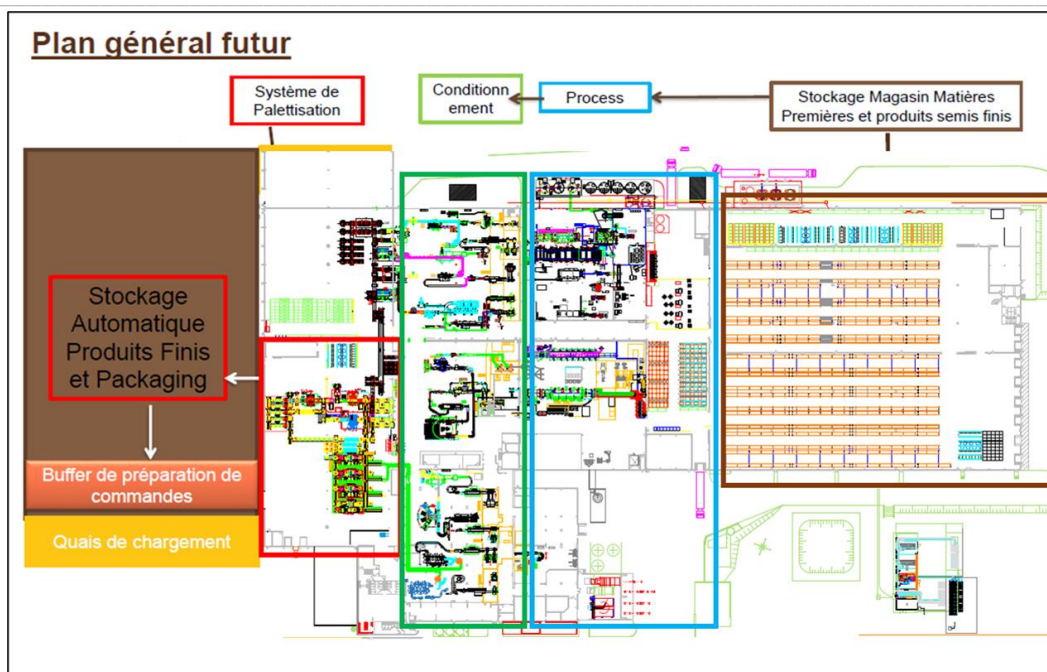 Plan général futur
Système de
Palettisation
Conditionn
ement
Process
Stockage Magasin Matières
Premières et produits semis finis
Stockage
Automatique
Produits Finis
et Packaging
Buffer de préparation de
commandes
Quais de chargement